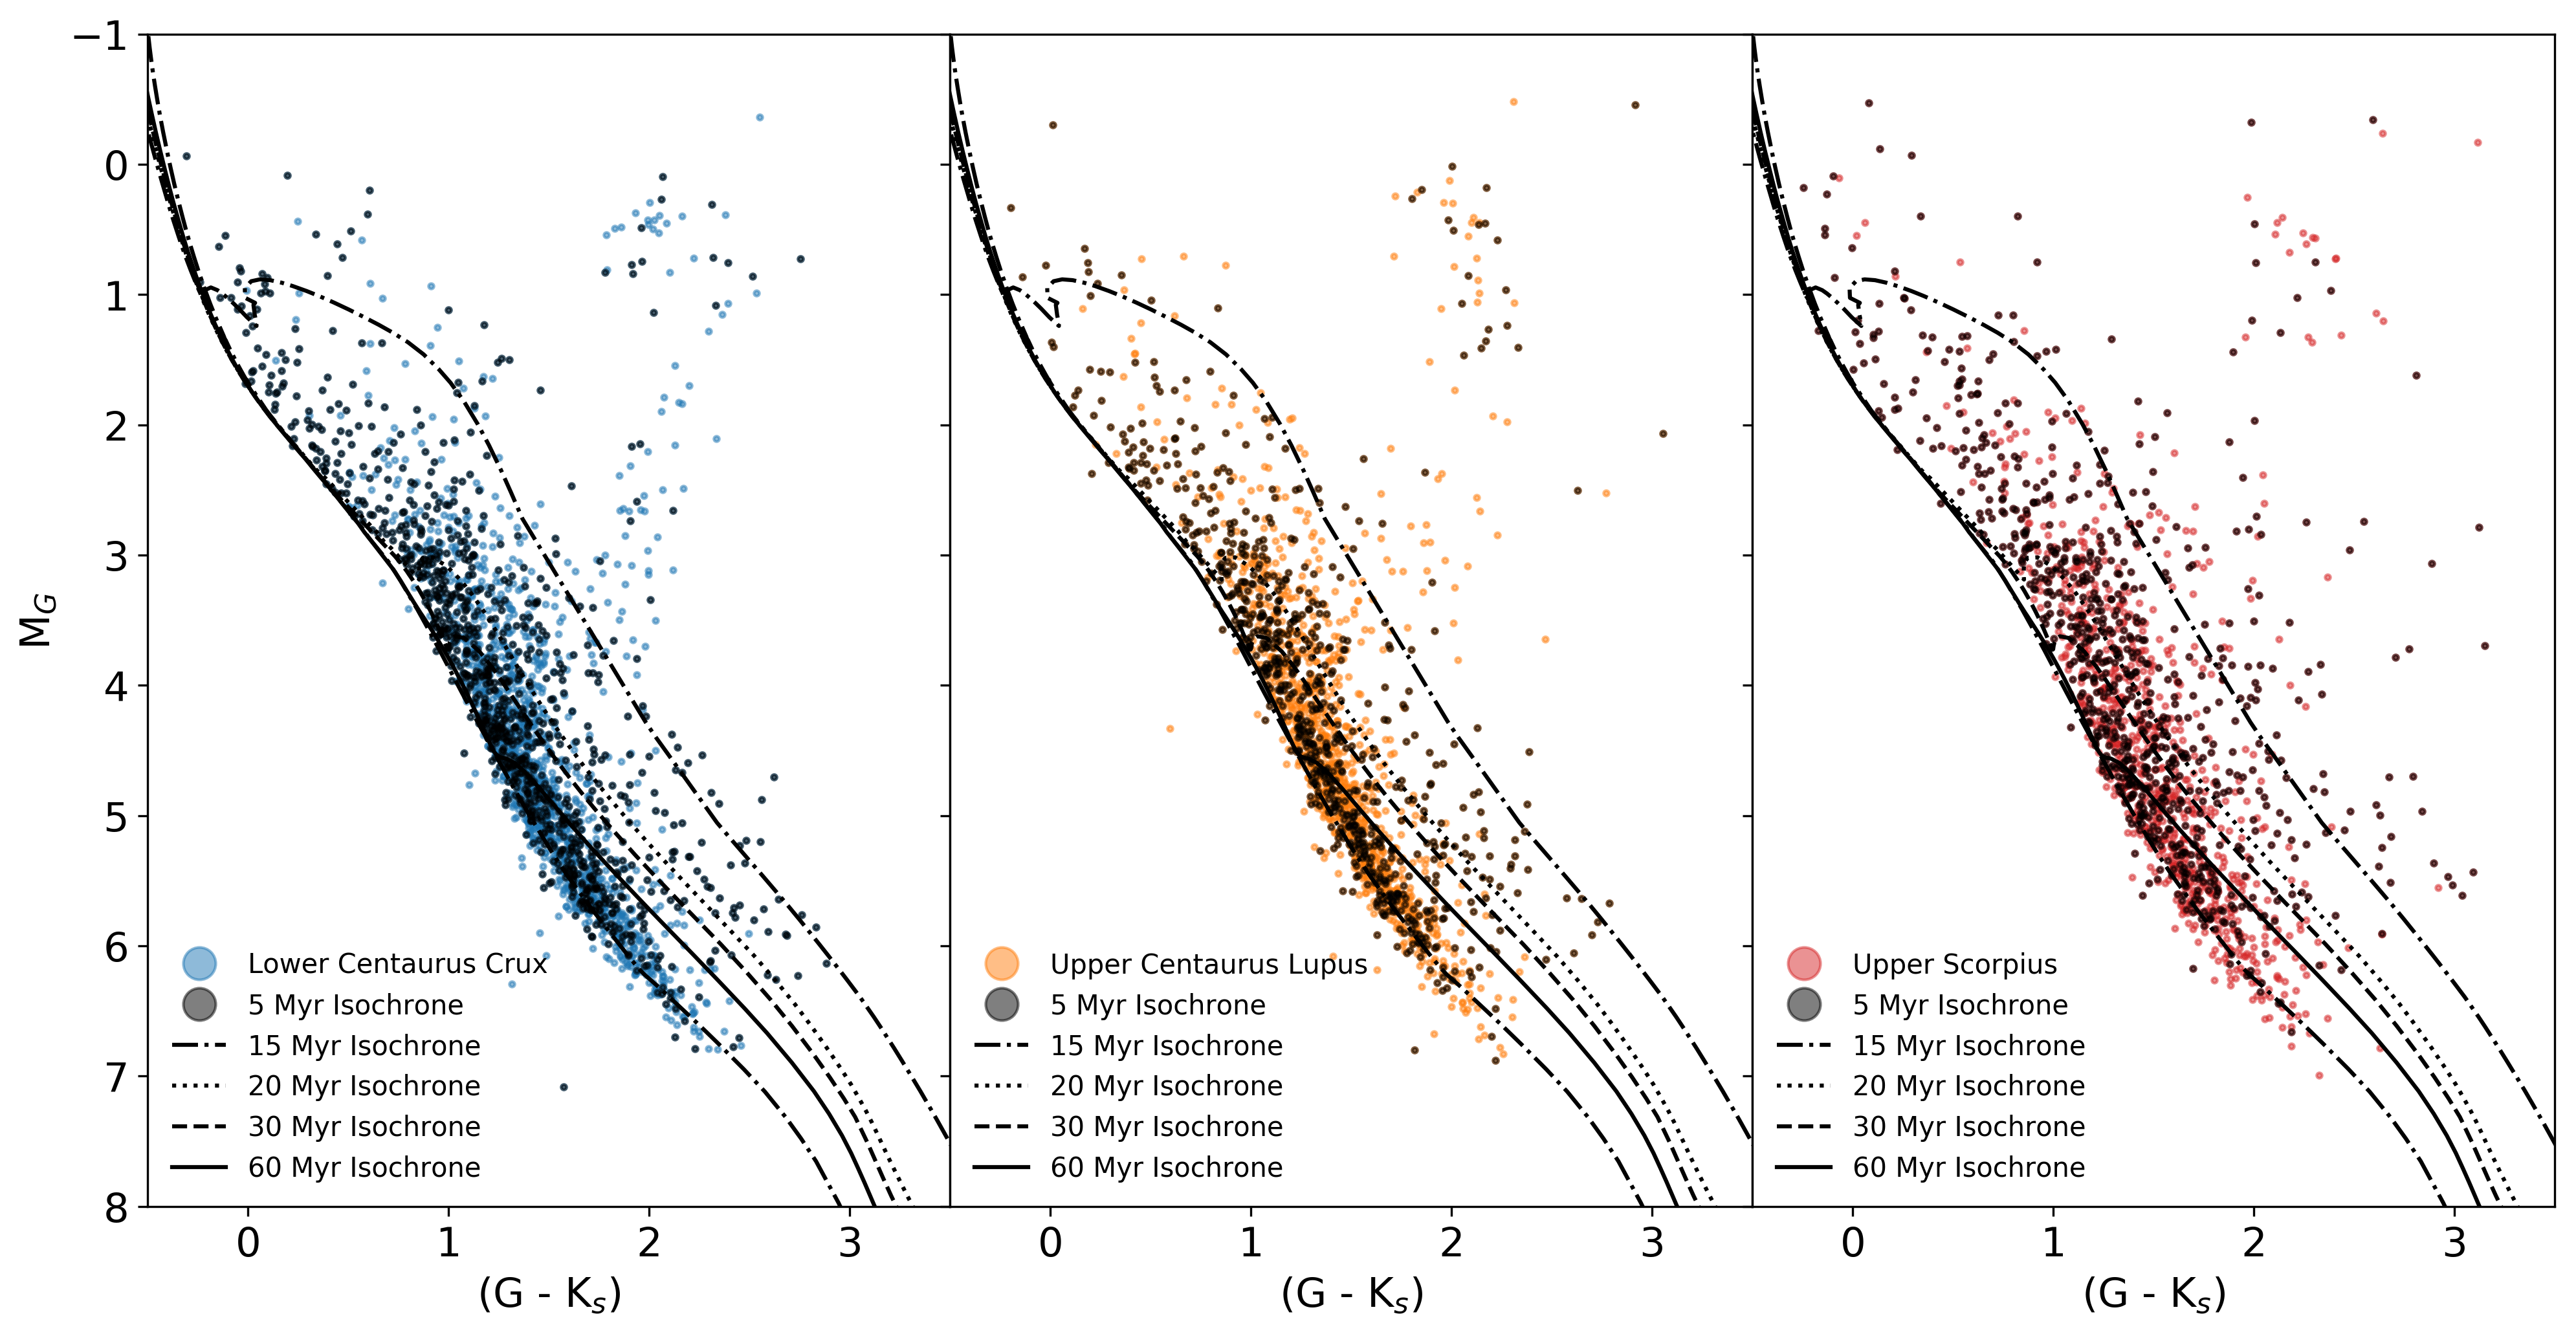 −1
0
1
2
3
4
5
6
7
8
M_G
Lower Centaurus Crux
5 Myr Isochrone
15 Myr Isochrone
20 Myr Isochrone
30 Myr Isochrone
60 Myr Isochrone
0 1 2 3
(G - K_s)
Upper Centaurus Lupus
5 Myr Isochrone
15 Myr Isochrone
20 Myr Isochrone
30 Myr Isochrone
60 Myr Isochrone
0 1 2 3
(G - K_s)
Upper Scorpius
5 Myr Isochrone
15 Myr Isochrone
20 Myr Isochrone
30 Myr Isochrone
60 Myr Isochrone
0 1 2 3
(G - K_s)